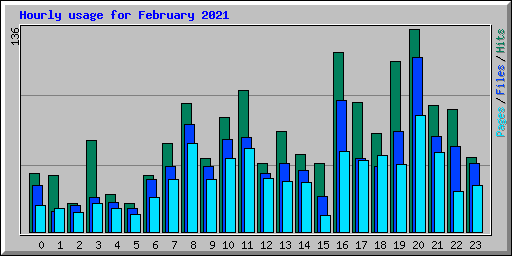 Hourly usage for February 2021
136
Pages/Files/Hits
0 1 2 3 4 5 6 7 8 9 10 11 12 13 14 15 16 17 18 19 20 21 22 23